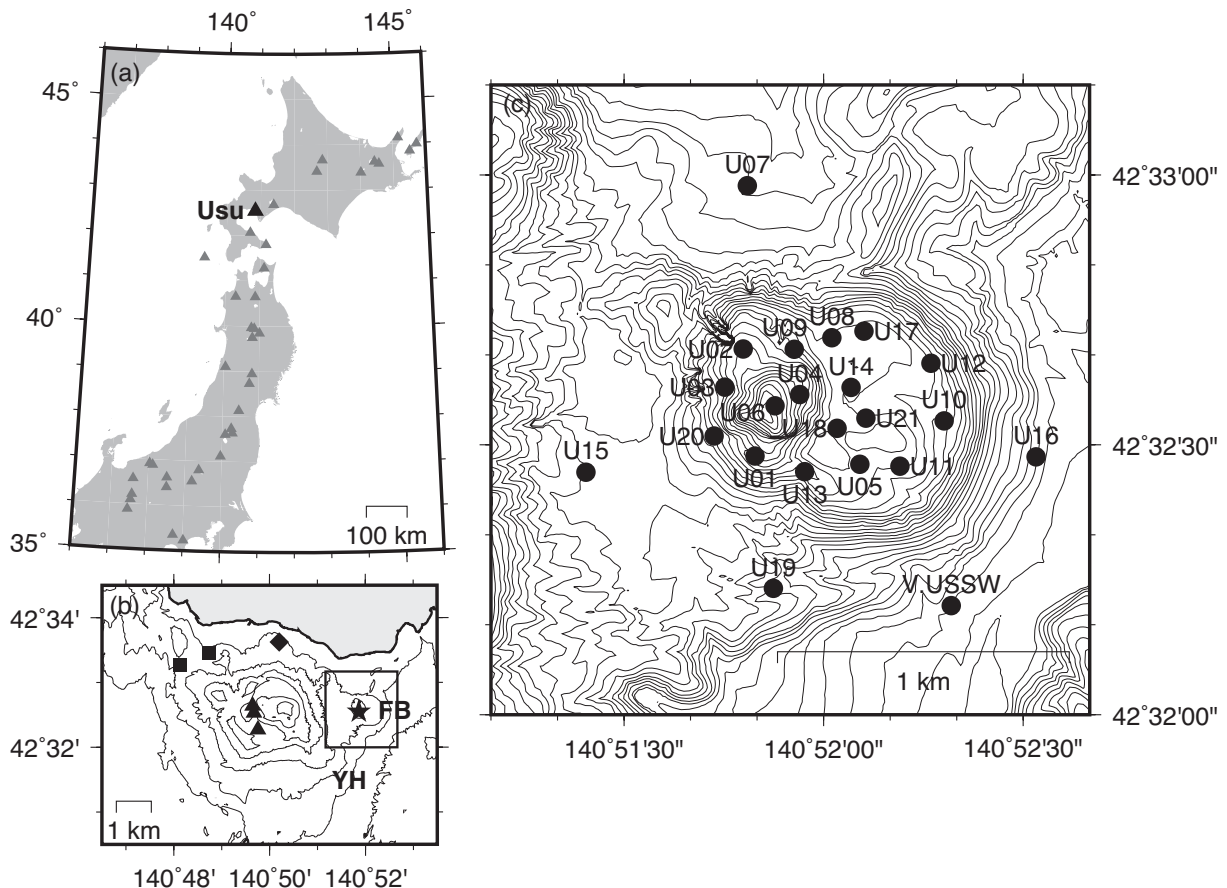 140˚ 145˚
(a)
45˚
Usu
40˚
100 km
35˚
(b)
42˚34'
FB
42˚32'
YH
1 km
140˚48' 140˚50' 140˚52'
(c)
U07
42˚33'00"
U08
U09 U17
U02
U14 U12
U03 U04
U06 U10
U18 U21
U20 U16
U15 42˚32'30"
U01 U05 U11
U13
U19
V.USSW
1 km
42˚32'00"
140˚51'30" 140˚52'00" 140˚52'30"